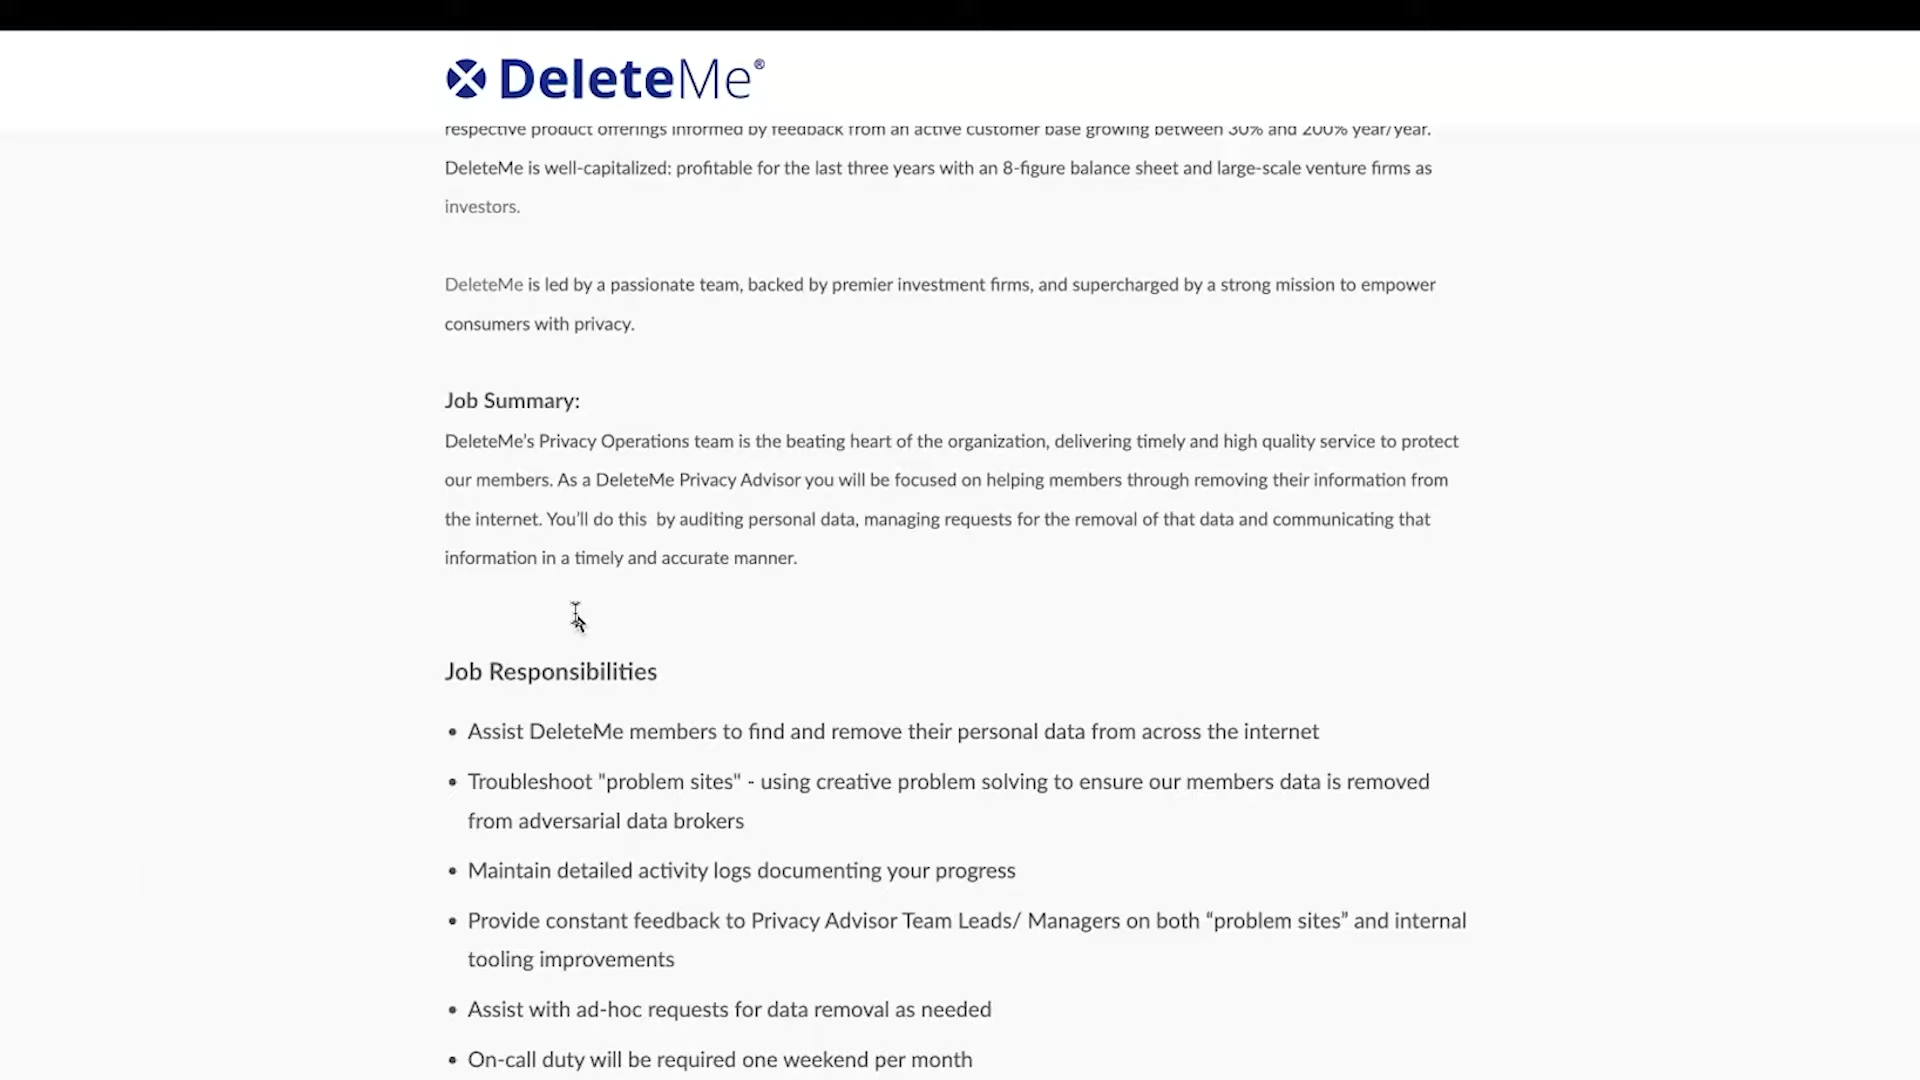 DeleteMe®
respective product offerings informed by feedback from an active customer base growing between 30% and 200% year/year.
DeleteMe is well-capitalized: profitable for the last three years with an 8-figure balance sheet and large-scale venture firms as
investors.
DeleteMe is led by a passionate team, backed by premier investment firms, and supercharged by a strong mission to empower
consumers with privacy.
Job Summary:
DeleteMe’s Privacy Operations team is the beating heart of the organization, delivering timely and high quality service to protect
our members. As a DeleteMe Privacy Advisor you will be focused on helping members through removing their information from
the internet. You’ll do this  by auditing personal data, managing requests for the removal of that data and communicating that
information in a timely and accurate manner.
Job Responsibilities
• Assist DeleteMe members to find and remove their personal data from across the internet
• Troubleshoot "problem sites" - using creative problem solving to ensure our members data is removed
from adversarial data brokers
• Maintain detailed activity logs documenting your progress
• Provide constant feedback to Privacy Advisor Team Leads/ Managers on both “problem sites” and internal
tooling improvements
• Assist with ad-hoc requests for data removal as needed
• On-call duty will be required one weekend per month